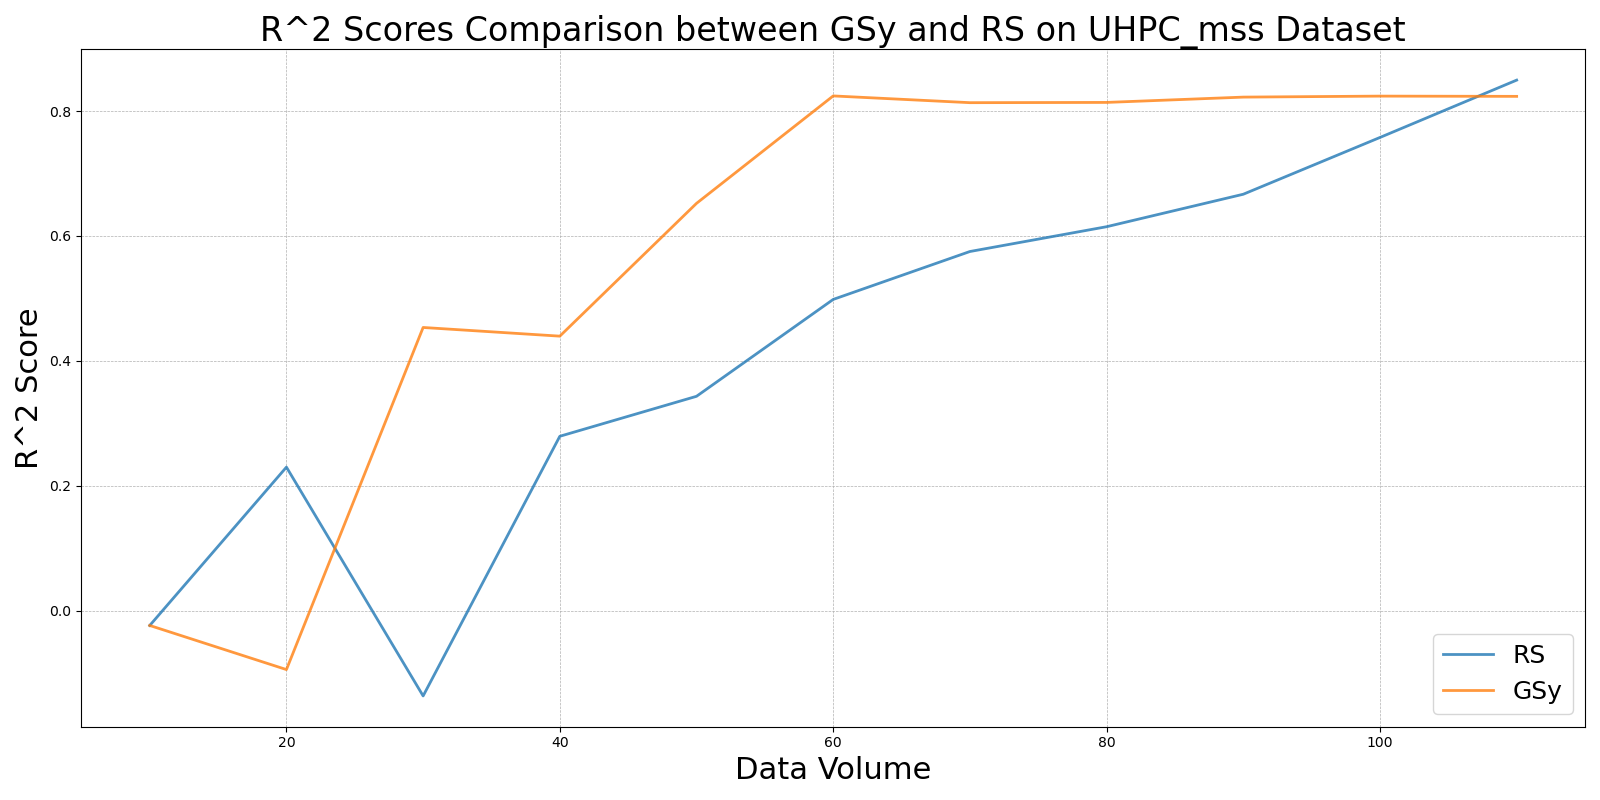 R^2 Scores Comparison between GSy and RS on UHPC_mss Dataset
R^2 Score
0.8
0.6
0.4
0.2
0.0
20
40
60
80
100
Data Volume
RS
GSy